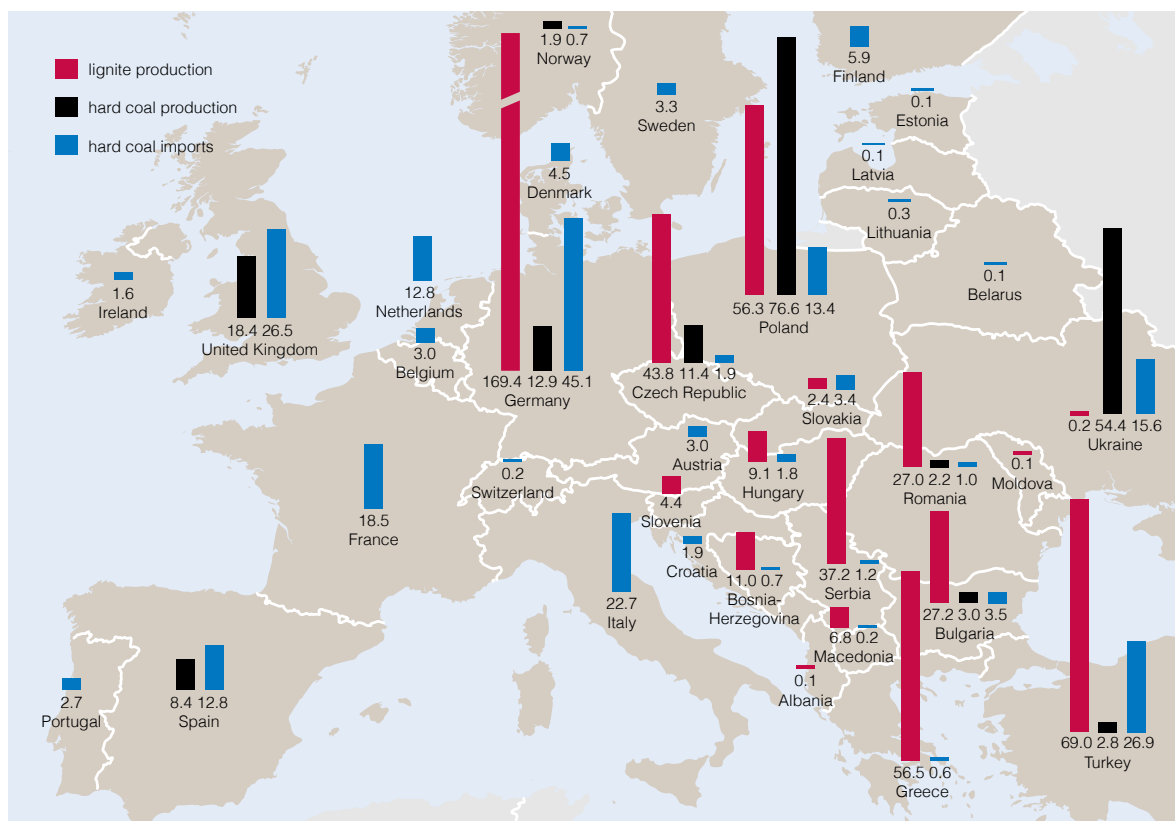 lignite production
hard coal production
hard coal imports
1.9 0.7
Norway
5.9
Finland
3.3
Sweden
0.1
Estonia
0.1
Latvia
4.5
Denmark
0.3
Lithuania
0.1
Belarus
1.6
Ireland
18.4 26.5
United Kingdom
12.8
Netherlands
3.0
Belgium
169.4 12.9 45.1
Germany
56.3 76.6 13.4
Poland
43.8 11.4 1.9
Czech Republic
2.4 3.4
Slovakia
0.2 54.4 15.6
Ukraine
3.0
Austria
9.1 1.8
Hungary
0.2
Switzerland
27.0 2.2 1.0
Romania
0.1
Moldova
4.4
Slovenia
18.5
France
1.9
Croatia
11.0 0.7
Bosnia-
Herzegovina
37.2 1.2
Serbia
22.7
Italy
27.2 3.0 3.5
Bulgaria
6.8 0.2
Macedonia
0.1
Albania
2.7
Portugal
8.4 12.8
Spain
69.0 2.8 26.9
Turkey
56.5 0.6
Greece